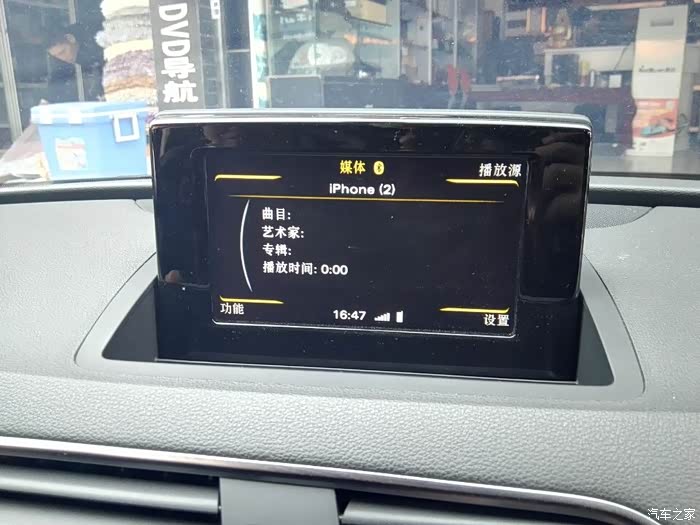 DVD导航
媒体
播放源
iPhone (2)
曲目:
艺术家:
专辑:
播放时间: 0:00
功能
16:47
设置
汽车之家